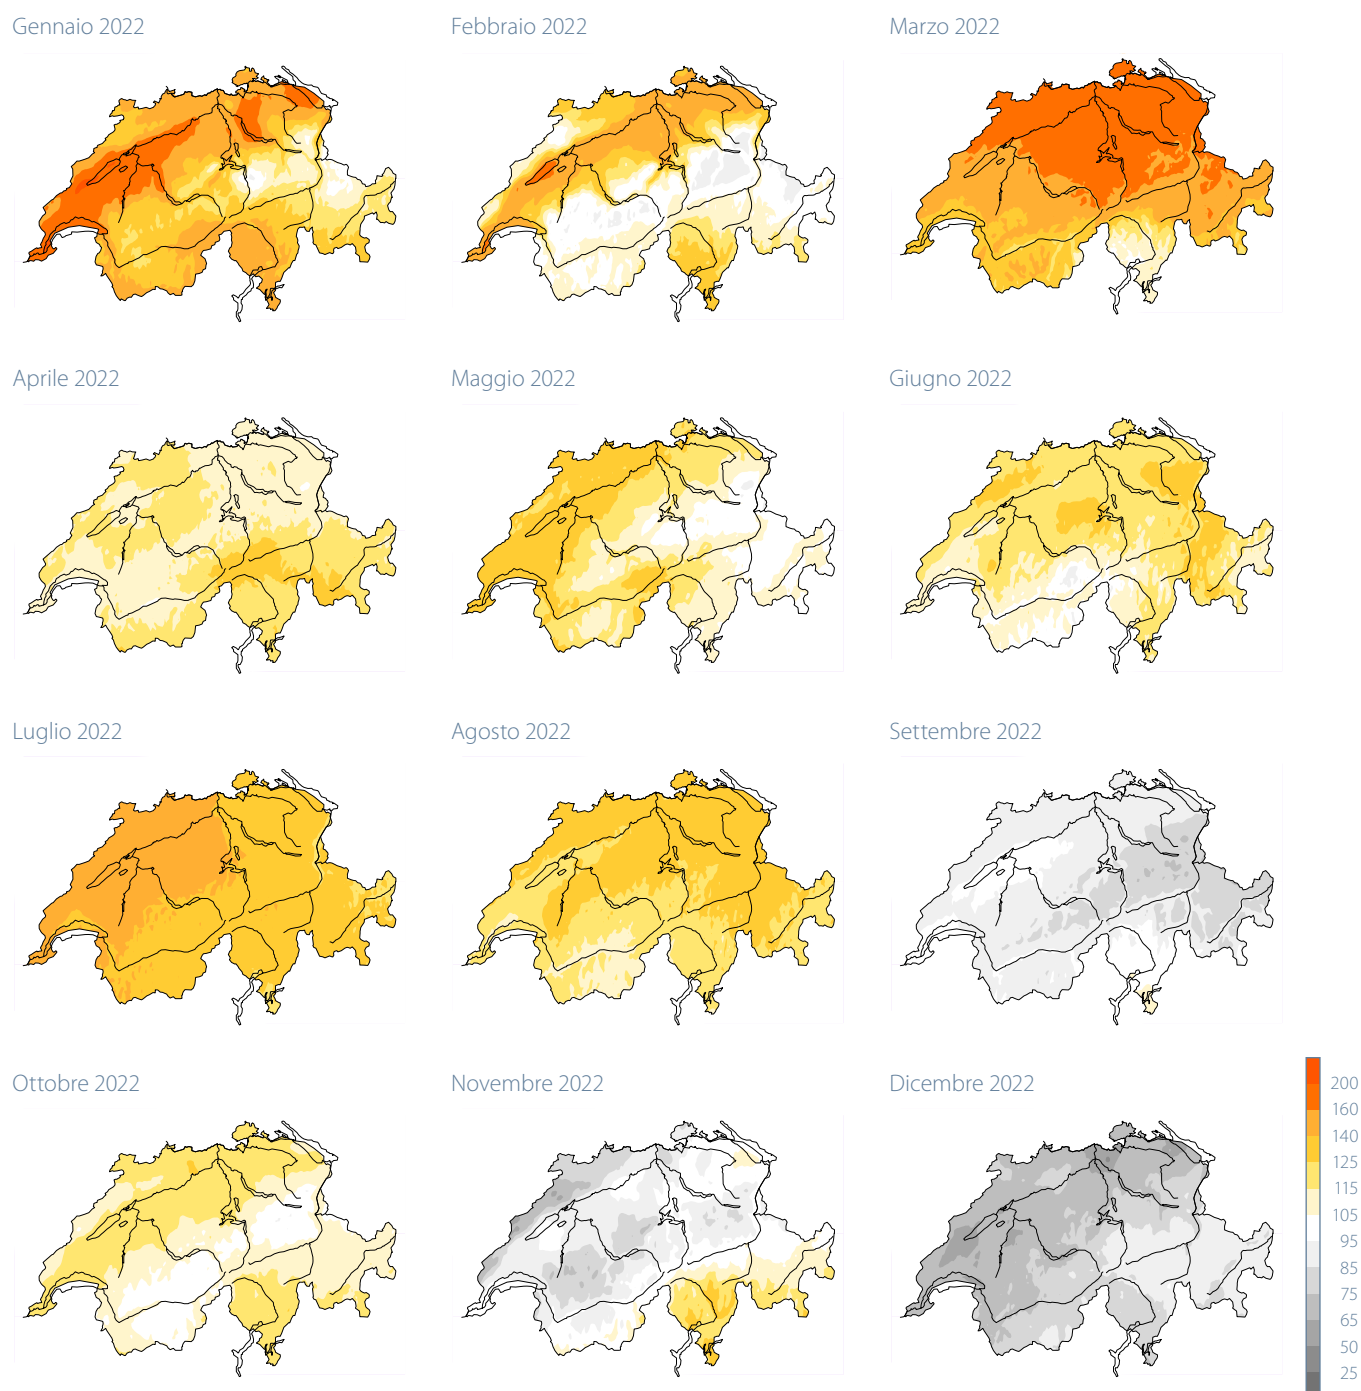 Gennaio 2022
Febbraio 2022
Marzo 2022
Aprile 2022
Maggio 2022
Giugno 2022
Luglio 2022
Agosto 2022
Settembre 2022
Ottobre 2022
Novembre 2022
Dicembre 2022
200
160
140
125
115
105
95
85
75
65
50
25